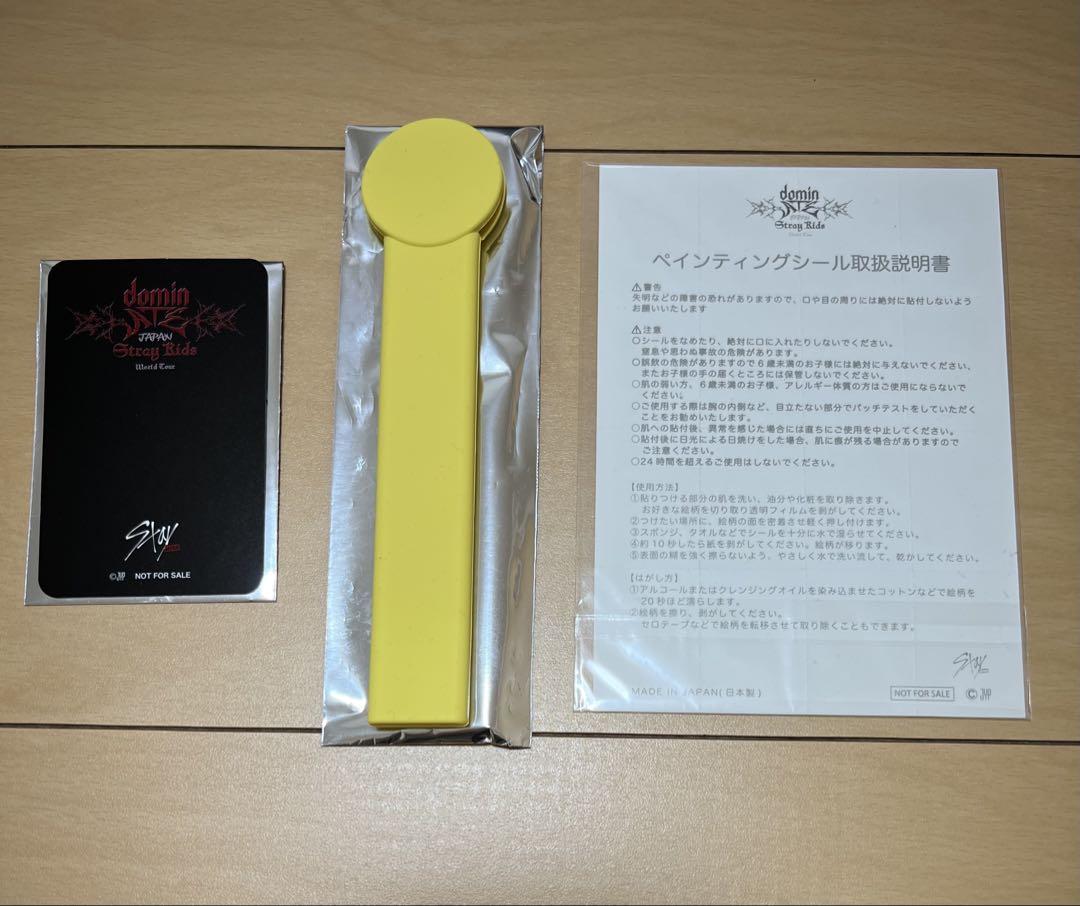 domin
ATE
JAPAN
Stray Kids
World Tour
Stay
JAPAN
©JYP NOT FOR SALE
domin
ATE
JAPAN
Stray Kids
World Tour
ペインティングシール取扱説明書
⚠警告
失明などの障害の恐れがありますので、口や目の周りには絶対に貼付しないよう
お願いいたします
⚠注意
○シールをなめたり、絶対に口に入れたりしないでください。
窒息や思わぬ事故の危険があります。
○誤飲の危険がありますので6歳未満のお子様には絶対に与えないでください、
またお子様の手の届くところには保管しないでください。
○肌の弱い方、6歳未満のお子様、アレルギー体質の方はご使用にならないで
ください。
○ご使用する際は腕の内側など、目立たない部分でパッチテストをしていただく
ことをお勧めいたします。
○肌への貼付後、異常を感じた場合には直ちにご使用を中止してください。
○貼付後に日光による日焼けをした場合、肌に痕が残る場合がありますので
ご注意ください。
○24時間を超えるご使用はしないでください。
【使用方法】
①貼りつける部分の肌を洗い、油分や化粧を取り除きます。
お好きな絵柄を切り取り透明フィルムを剥がしてください。
②つけたい場所に、絵柄の面を密着させ軽く押し付けます。
③スポンジ、タオルなどでシールを十分に水で湿らせてください。
④約10秒したら紙を剥がしてください。絵柄が移ります。
⑤表面の糊を強く擦らないよう、やさしく水で洗い流して、乾かしてください。
【はがし方】
①アルコールまたはクレンジングオイルを染み込ませたコットンなどで絵柄を
20秒ほど濡らします。
②絵柄を擦り、剥がしてください。
セロテープなどで絵柄を転移させて取り除くこともできます。
Stay
MADE IN JAPAN(日本製)
NOT FOR SALE ©JYP